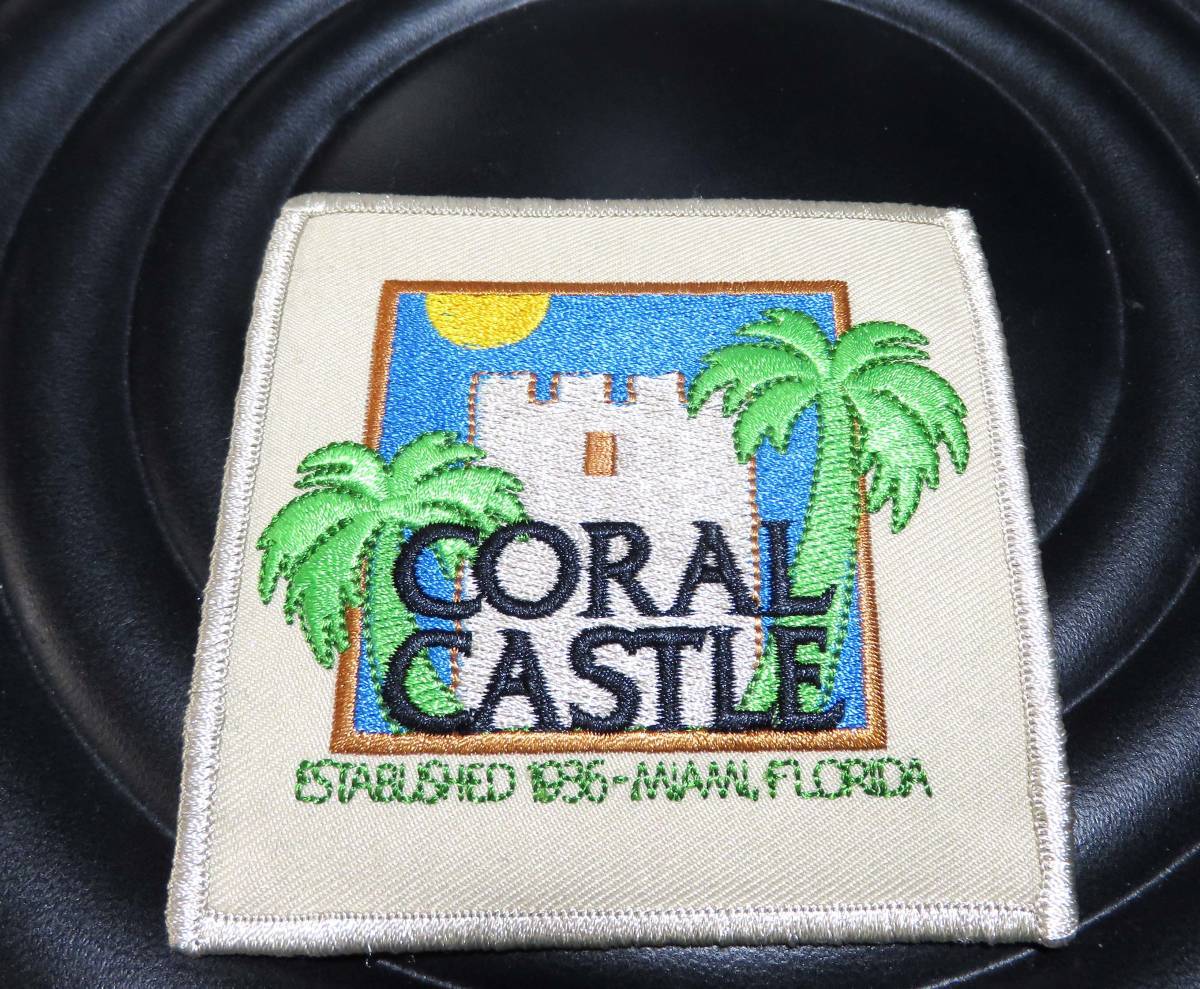 CORAL
CASTLE
ESTABLISHED 1936-MIAMI, FLORIDA